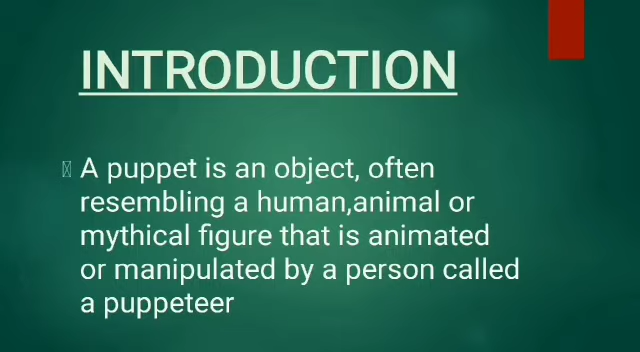 INTRODUCTION
A puppet is an object, often
resembling a human,animal or
mythical figure that is animated
or manipulated by a person called
a puppeteer